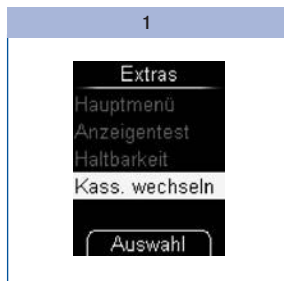 1
Extras
Hauptmenü
Anzeigentest
Haltbarkeit
Kass. wechseln
Auswahl